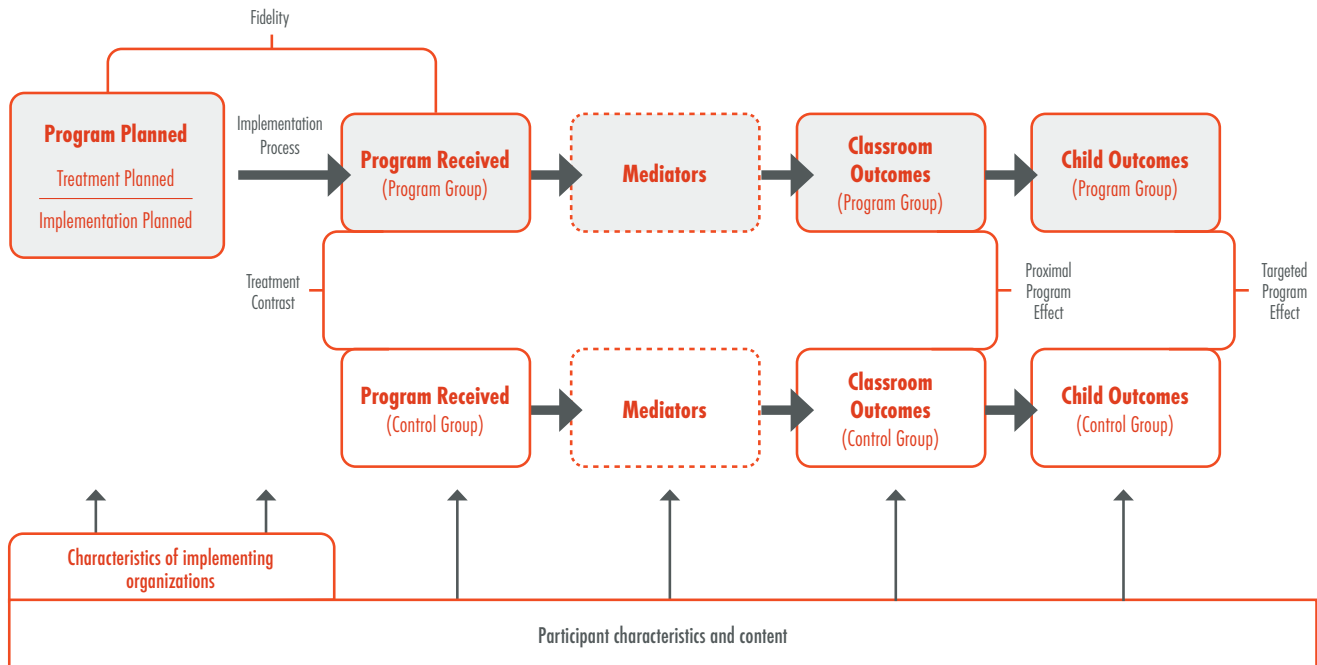 Fidelity
Program Planned
Treatment Planned
Implementation Planned
Implementation
Process
Program Received
(Program Group)
Mediators
Classroom
Outcomes
(Program Group)
Child Outcomes
(Program Group)
Treatment
Contrast
Proximal
Program
Effect
Targeted
Program
Effect
Program Received
(Control Group)
Mediators
Classroom
Outcomes
(Control Group)
Child Outcomes
(Control Group)
Characteristics of implementing
organizations
Participant characteristics and content